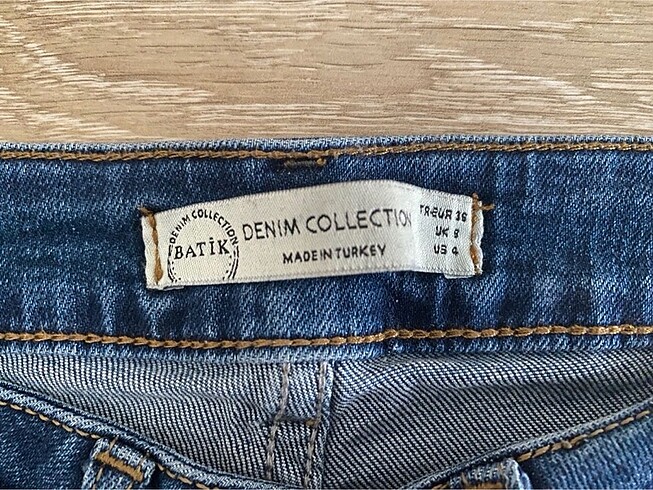 DENIM COLLECTION
BATİK
DENIM COLLECTION
MADE IN TURKEY
TR-EUR 36
UK 8
US 4